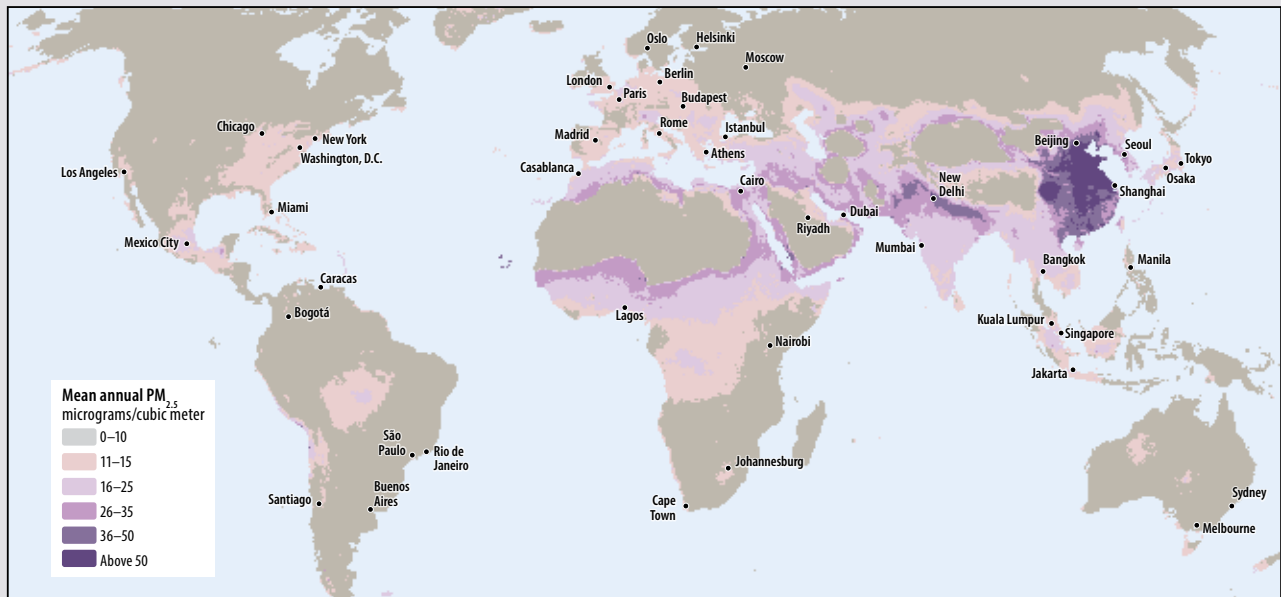 Oslo
Helsinki
Moscow
London
Berlin
Paris
Budapest
Chicago
New York
Rome
Istanbul
Madrid
Washington, D.C.
Athens
Beijing
Seoul
Tokyo
Los Angeles
Casablanca
Osaka
Cairo
New
Delhi
Shanghai
Miami
Dubai
Riyadh
Mexico City
Mumbai
Bangkok
Manila
Caracas
Bogotá
Lagos
Kuala Lumpur
Singapore
Nairobi
Jakarta
Mean annual PM2.5
micrograms/cubic meter
0–10
11–15
16–25
26–35
36–50
Above 50
São
Paulo
Rio de
Janeiro
Johannesburg
Santiago
Buenos
Aires
Cape
Town
Sydney
Melbourne